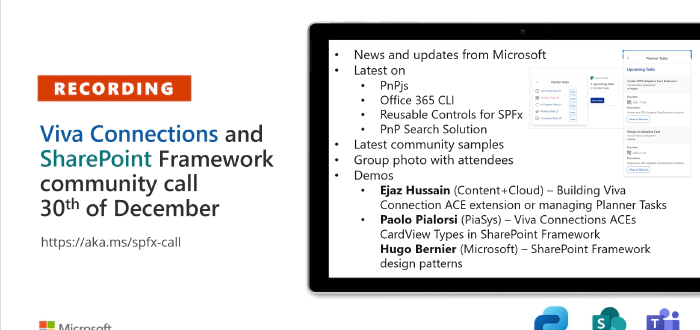 RECORDING
Viva Connections and
SharePoint Framework
community call
30th of December
https://aka.ms/spfx-call
Microsoft
• News and updates from Microsoft
• Latest on
• PnPjs
• Office 365 CLI
• Reusable Controls for SPFx
• PnP Search Solution
• Latest community samples
• Group photo with attendees
• Demos
• Ejaz Hussain (Content+Cloud) – Building Viva
Connection ACE extension or managing Planner Tasks
• Paolo Pialorsi (PiaSys) – Viva Connections ACEs
CardView Types in SharePoint Framework
Hugo Bernier (Microsoft) – SharePoint Framework
design patterns
Planner Tasks
Planner Tasks
Upcoming Tasks